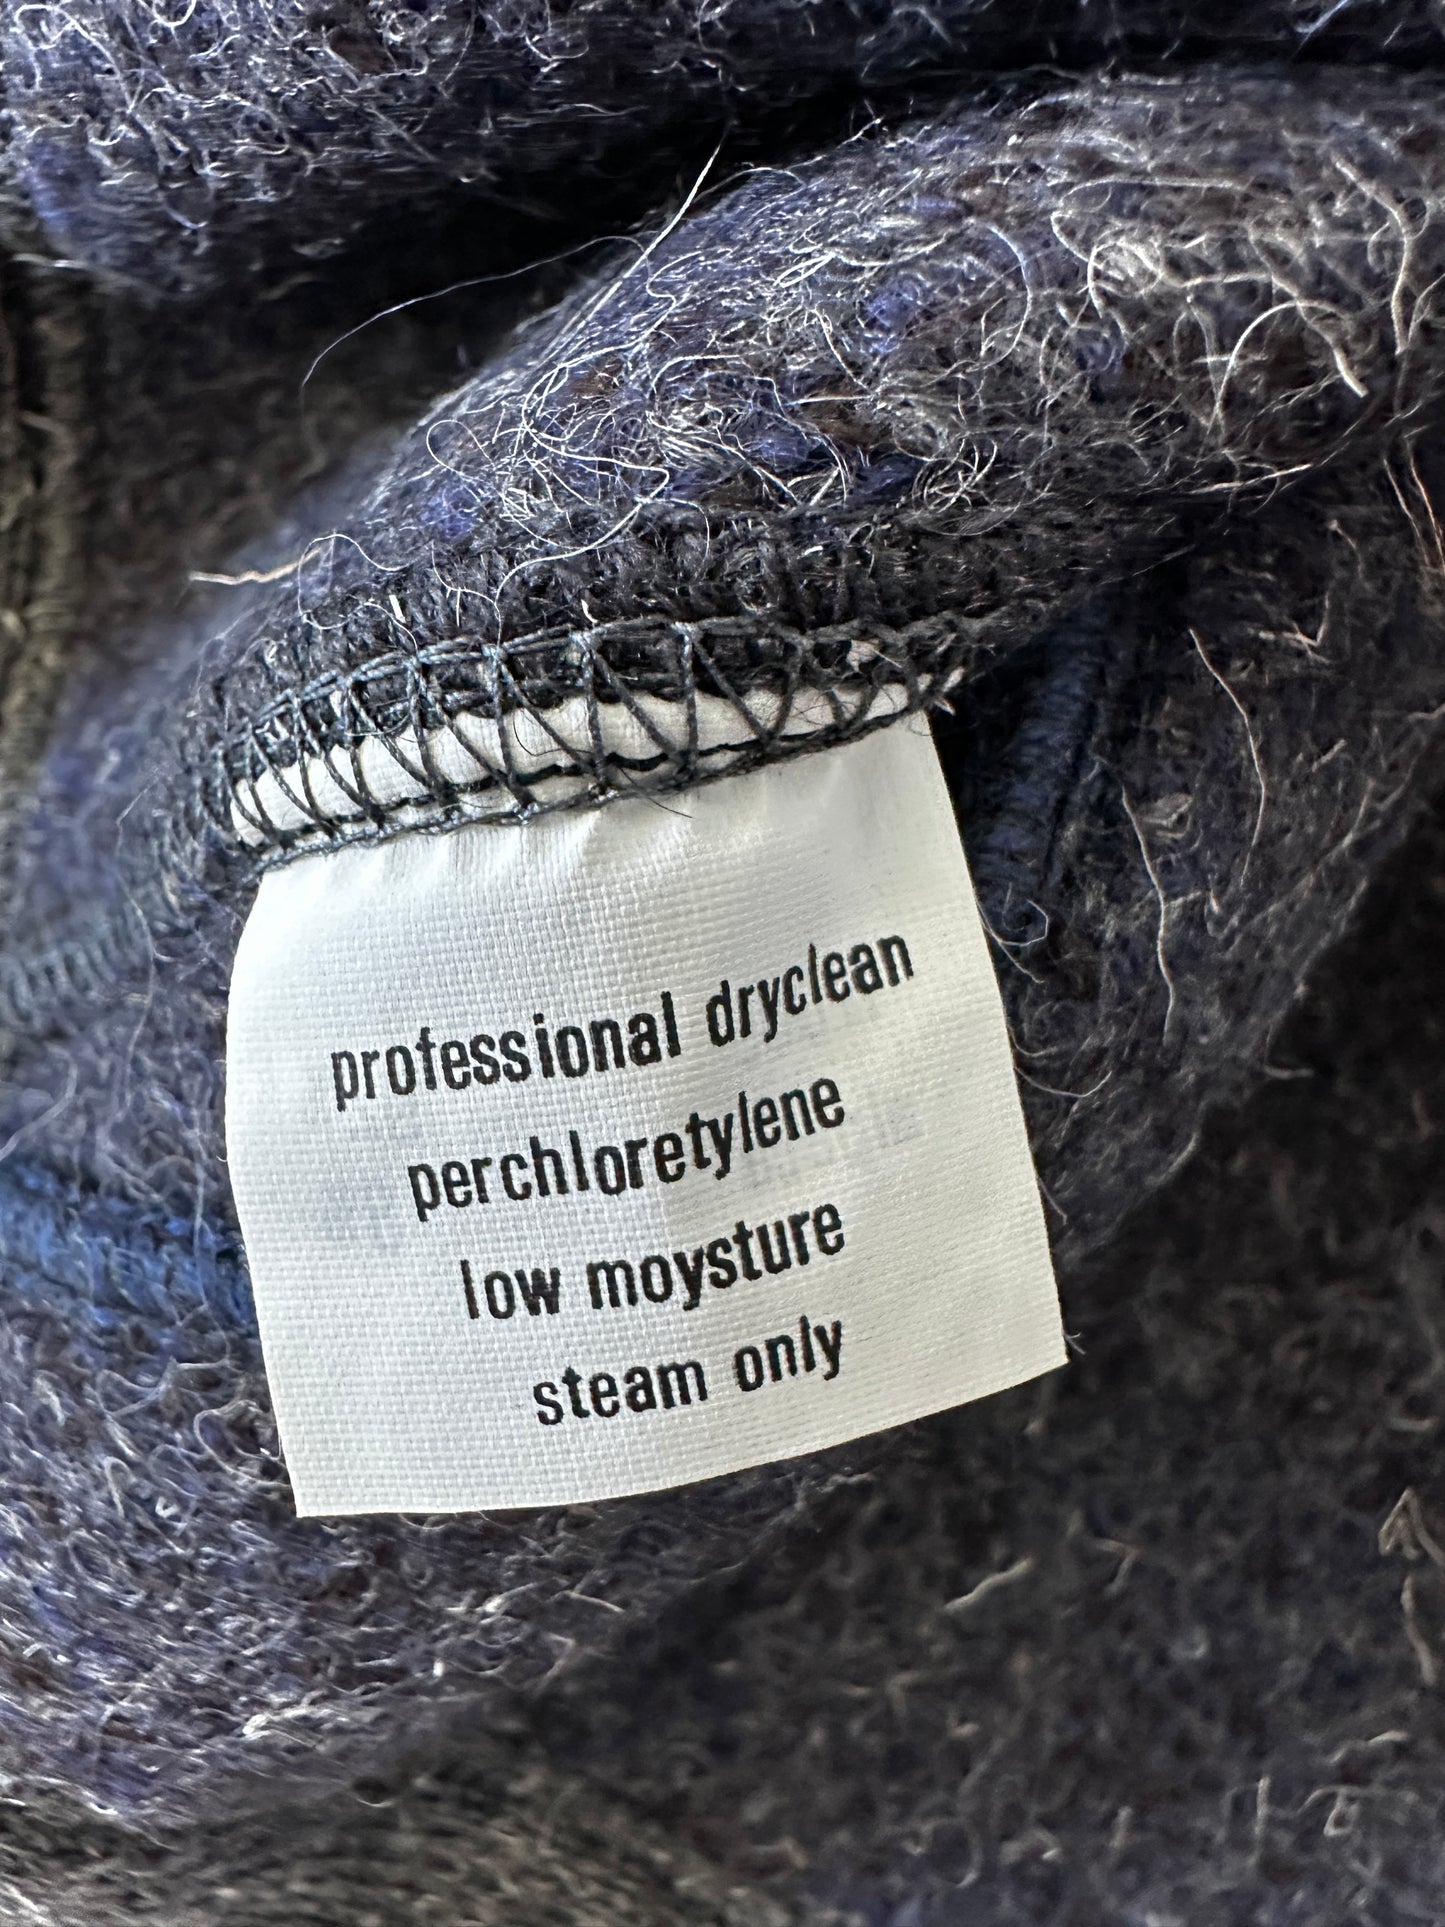 professional dryclean
perchloretylene
low moysture
steam only